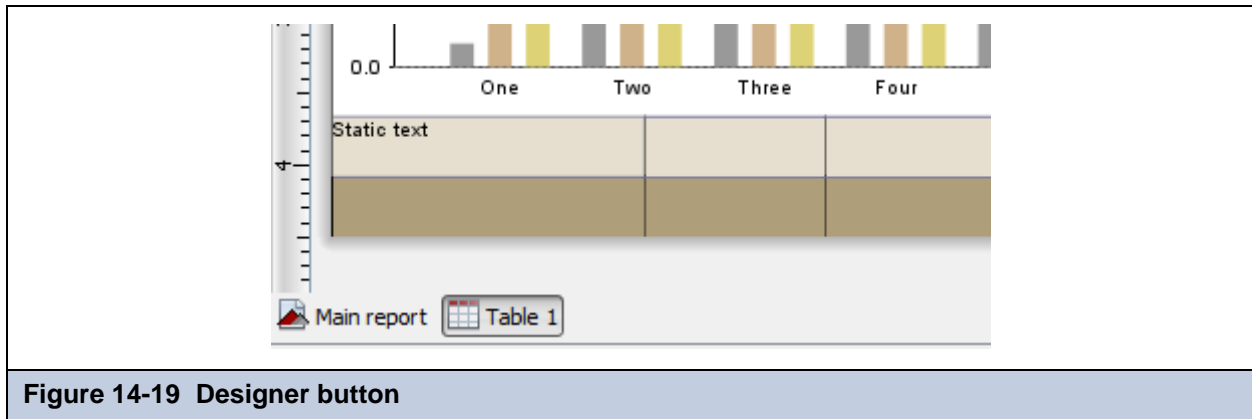 0.0
One Two Three Four
Static text
4
Main report Table 1
Figure 14-19 Designer button